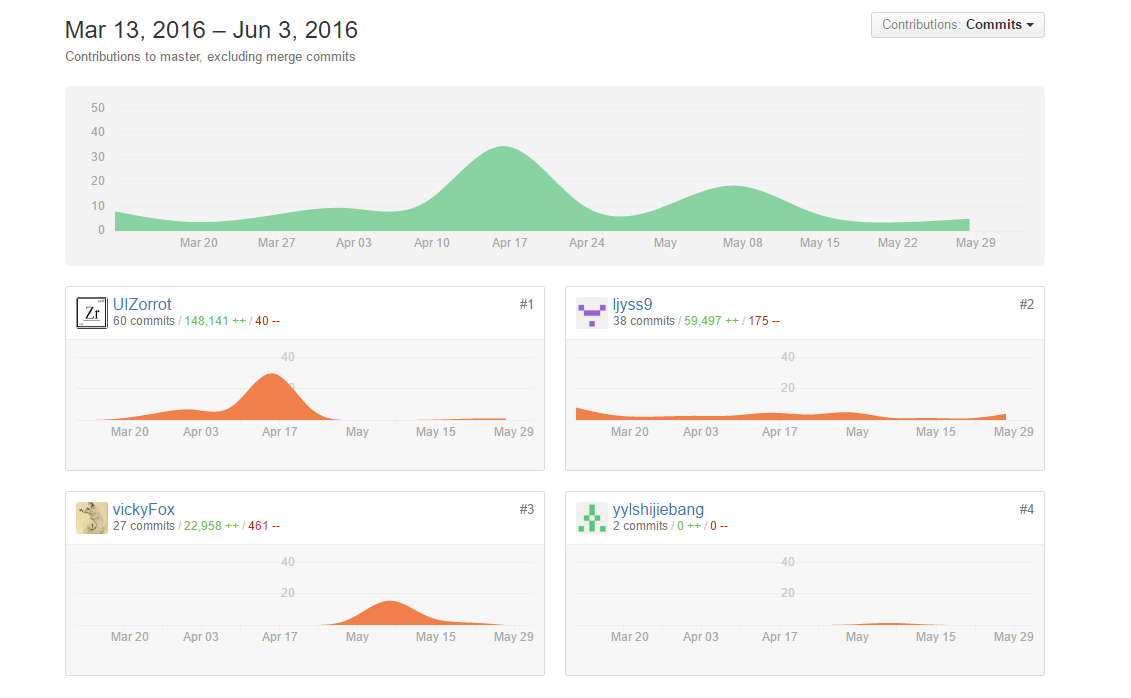 Mar 13, 2016 – Jun 3, 2016
Contributions: Commits
Contributions to master, excluding merge commits
50
40
30
20
10
0
Mar 20 Mar 27 Apr 03 Apr 10 Apr 17 Apr 24 May May 08 May 15 May 22 May 29
Zr
UIZorrot #1
60 commits / 148,141 ++ / 40 --
40
Mar 20 Apr 03 Apr 17 May May 15 May 29
ljyss9 #2
38 commits / 59,497 ++ / 175 --
40
20
Mar 20 Apr 03 Apr 17 May May 15 May 29
vickyFox #3
27 commits / 22,958 ++ / 461 --
40
20
Mar 20 Apr 03 Apr 17 May May 15 May 29
yylshijiebang #4
2 commits / 0 ++ / 0 --
40
20
Mar 20 Apr 03 Apr 17 May May 15 May 29